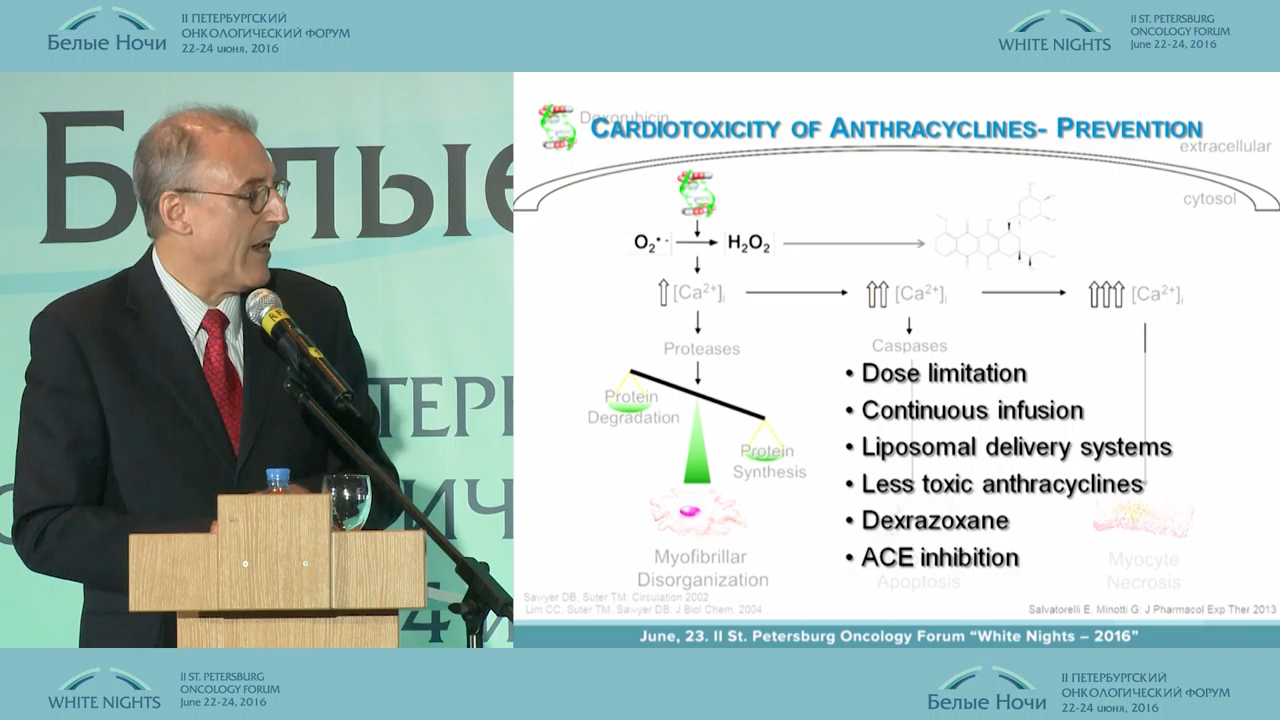 Белые Ночи
II ПЕТЕРБУРГСКИЙ
ОНКОЛОГИЧЕСКИЙ ФОРУМ
22-24 июня, 2016
WHITE NIGHTS
II ST. PETERSBURG
ONCOLOGY FORUM
June 22-24, 2016
Белые
ТЕРБ
4
Doxorubicin
CARDIOTOXICITY OF ANTHRACYCLINES- PREVENTION
extracellular
cytosol
O₂•- H₂O₂
⇑ [Ca²⁺]ᵢ ⇑⇑ [Ca²⁺]ᵢ ⇑⇑⇑ [Ca²⁺]ᵢ
Proteases
Caspases
Protein
Degradation
Protein
Synthesis
• Dose limitation
• Continuous infusion
• Liposomal delivery systems
• Less toxic anthracyclines
• Dexrazoxane
• ACE inhibition
Myofibrillar
Disorganization
Apoptosis
Myocyte
Necrosis
Sawyer DB, Suter TM: Circulation 2002
Lim CC, Suter TM, Sawyer DB: J Biol Chem. 2004
Salvatorelli E. Minotti G: J Pharmacol Exp Ther 2013
June, 23. II St. Petersburg Oncology Forum “White Nights – 2016”
WHITE NIGHTS
II ST. PETERSBURG
ONCOLOGY FORUM
June 22-24, 2016
Белые Ночи
II ПЕТЕРБУРГСКИЙ
ОНКОЛОГИЧЕСКИЙ ФОРУМ
22-24 июня, 2016